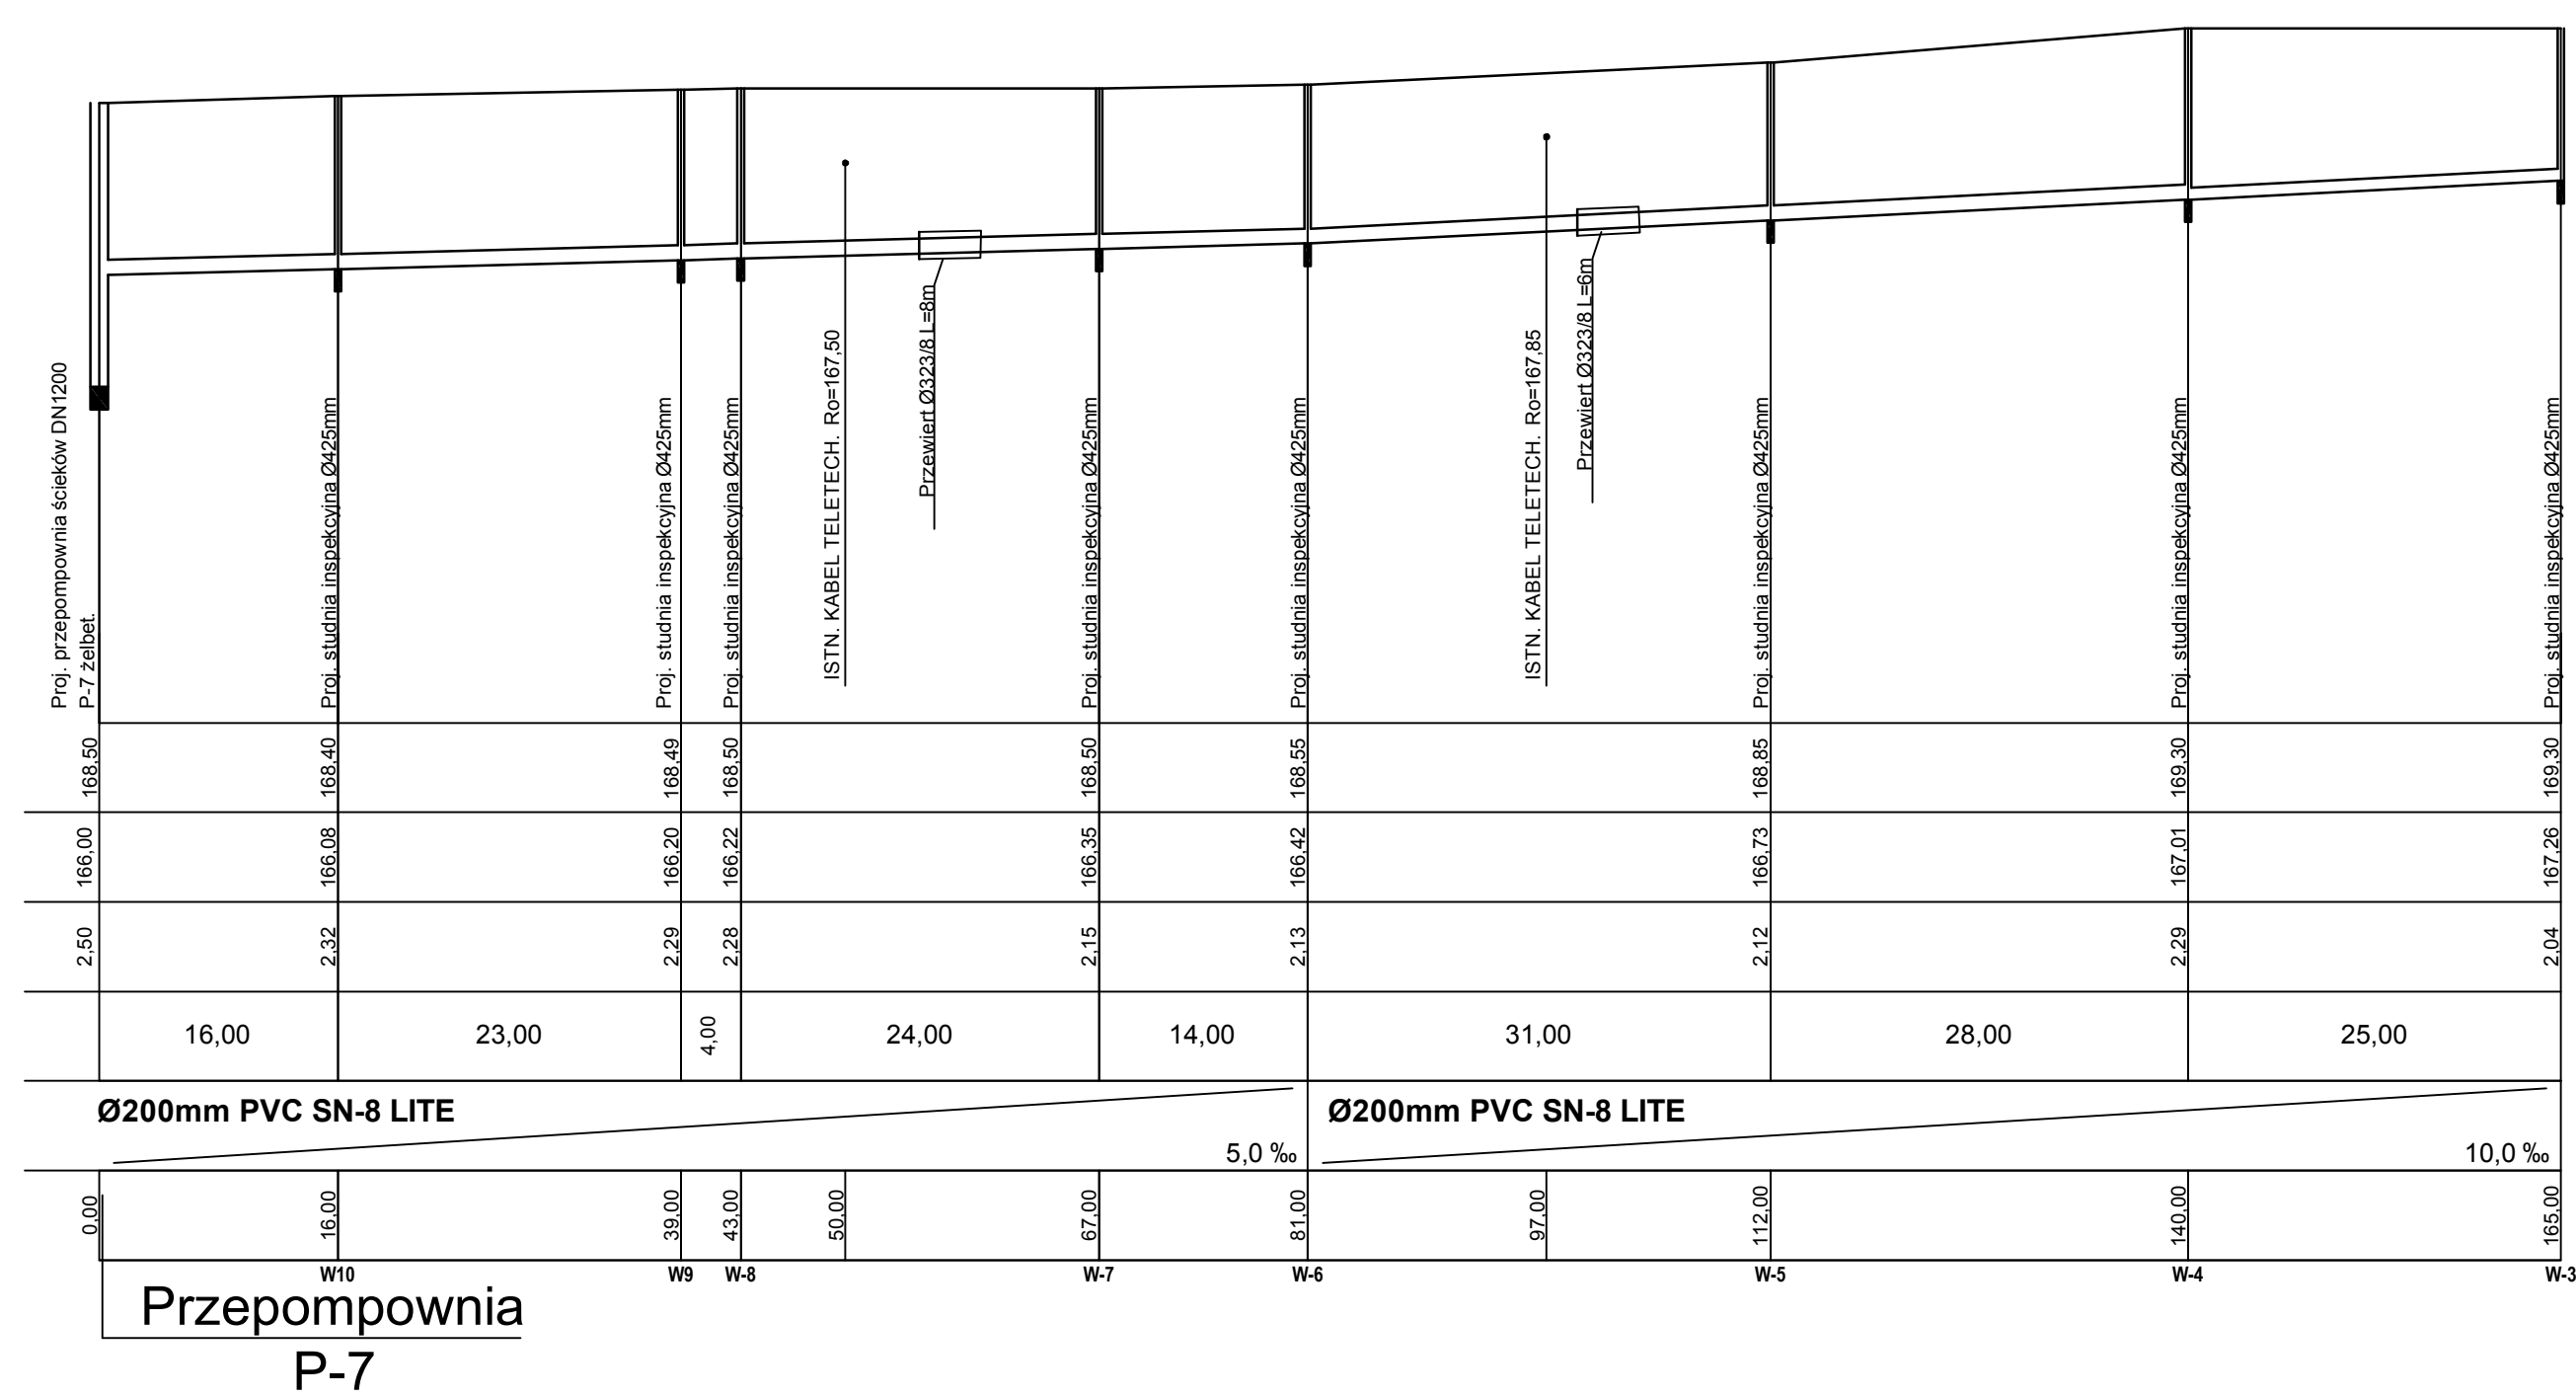 Proj. przepompownia ścieków DN1200
P-7 żelbet.
Proj. studnia inspekcyjna Ø425mm
Proj. studnia inspekcyjna Ø425mm
Proj. studnia inspekcyjna Ø425mm
ISTN. KABEL TELETECH. Ro=167,50
Przewiert Ø323/8 L=8m
Proj. studnia inspekcyjna Ø425mm
Proj. studnia inspekcyjna Ø425mm
ISTN. KABEL TELETECH. Ro=167,85
Przewiert Ø323/8 L=6m
Proj. studnia inspekcyjna Ø425mm
Proj. studnia inspekcyjna Ø425mm
Proj. studnia inspekcyjna Ø425mm
168,50 168,40 168,49 168,50 168,50 168,55 168,85 169,30 169,30
166,00 166,08 166,20 166,22 166,35 166,42 166,73 167,01 167,26
2,50 2,32 2,29 2,28 2,15 2,13 2,12 2,29 2,04
16,00 23,00 4,00 24,00 14,00 31,00 28,00 25,00
Ø200mm PVC SN-8 LITE Ø200mm PVC SN-8 LITE
5,0 ‰ 10,0 ‰
0,00 16,00 39,00 43,00 50,00 67,00 81,00 97,00 112,00 140,00 165,00
W10 W9 W-8 W-7 W-6 W-5 W-4 W-3
Przepompownia
P-7